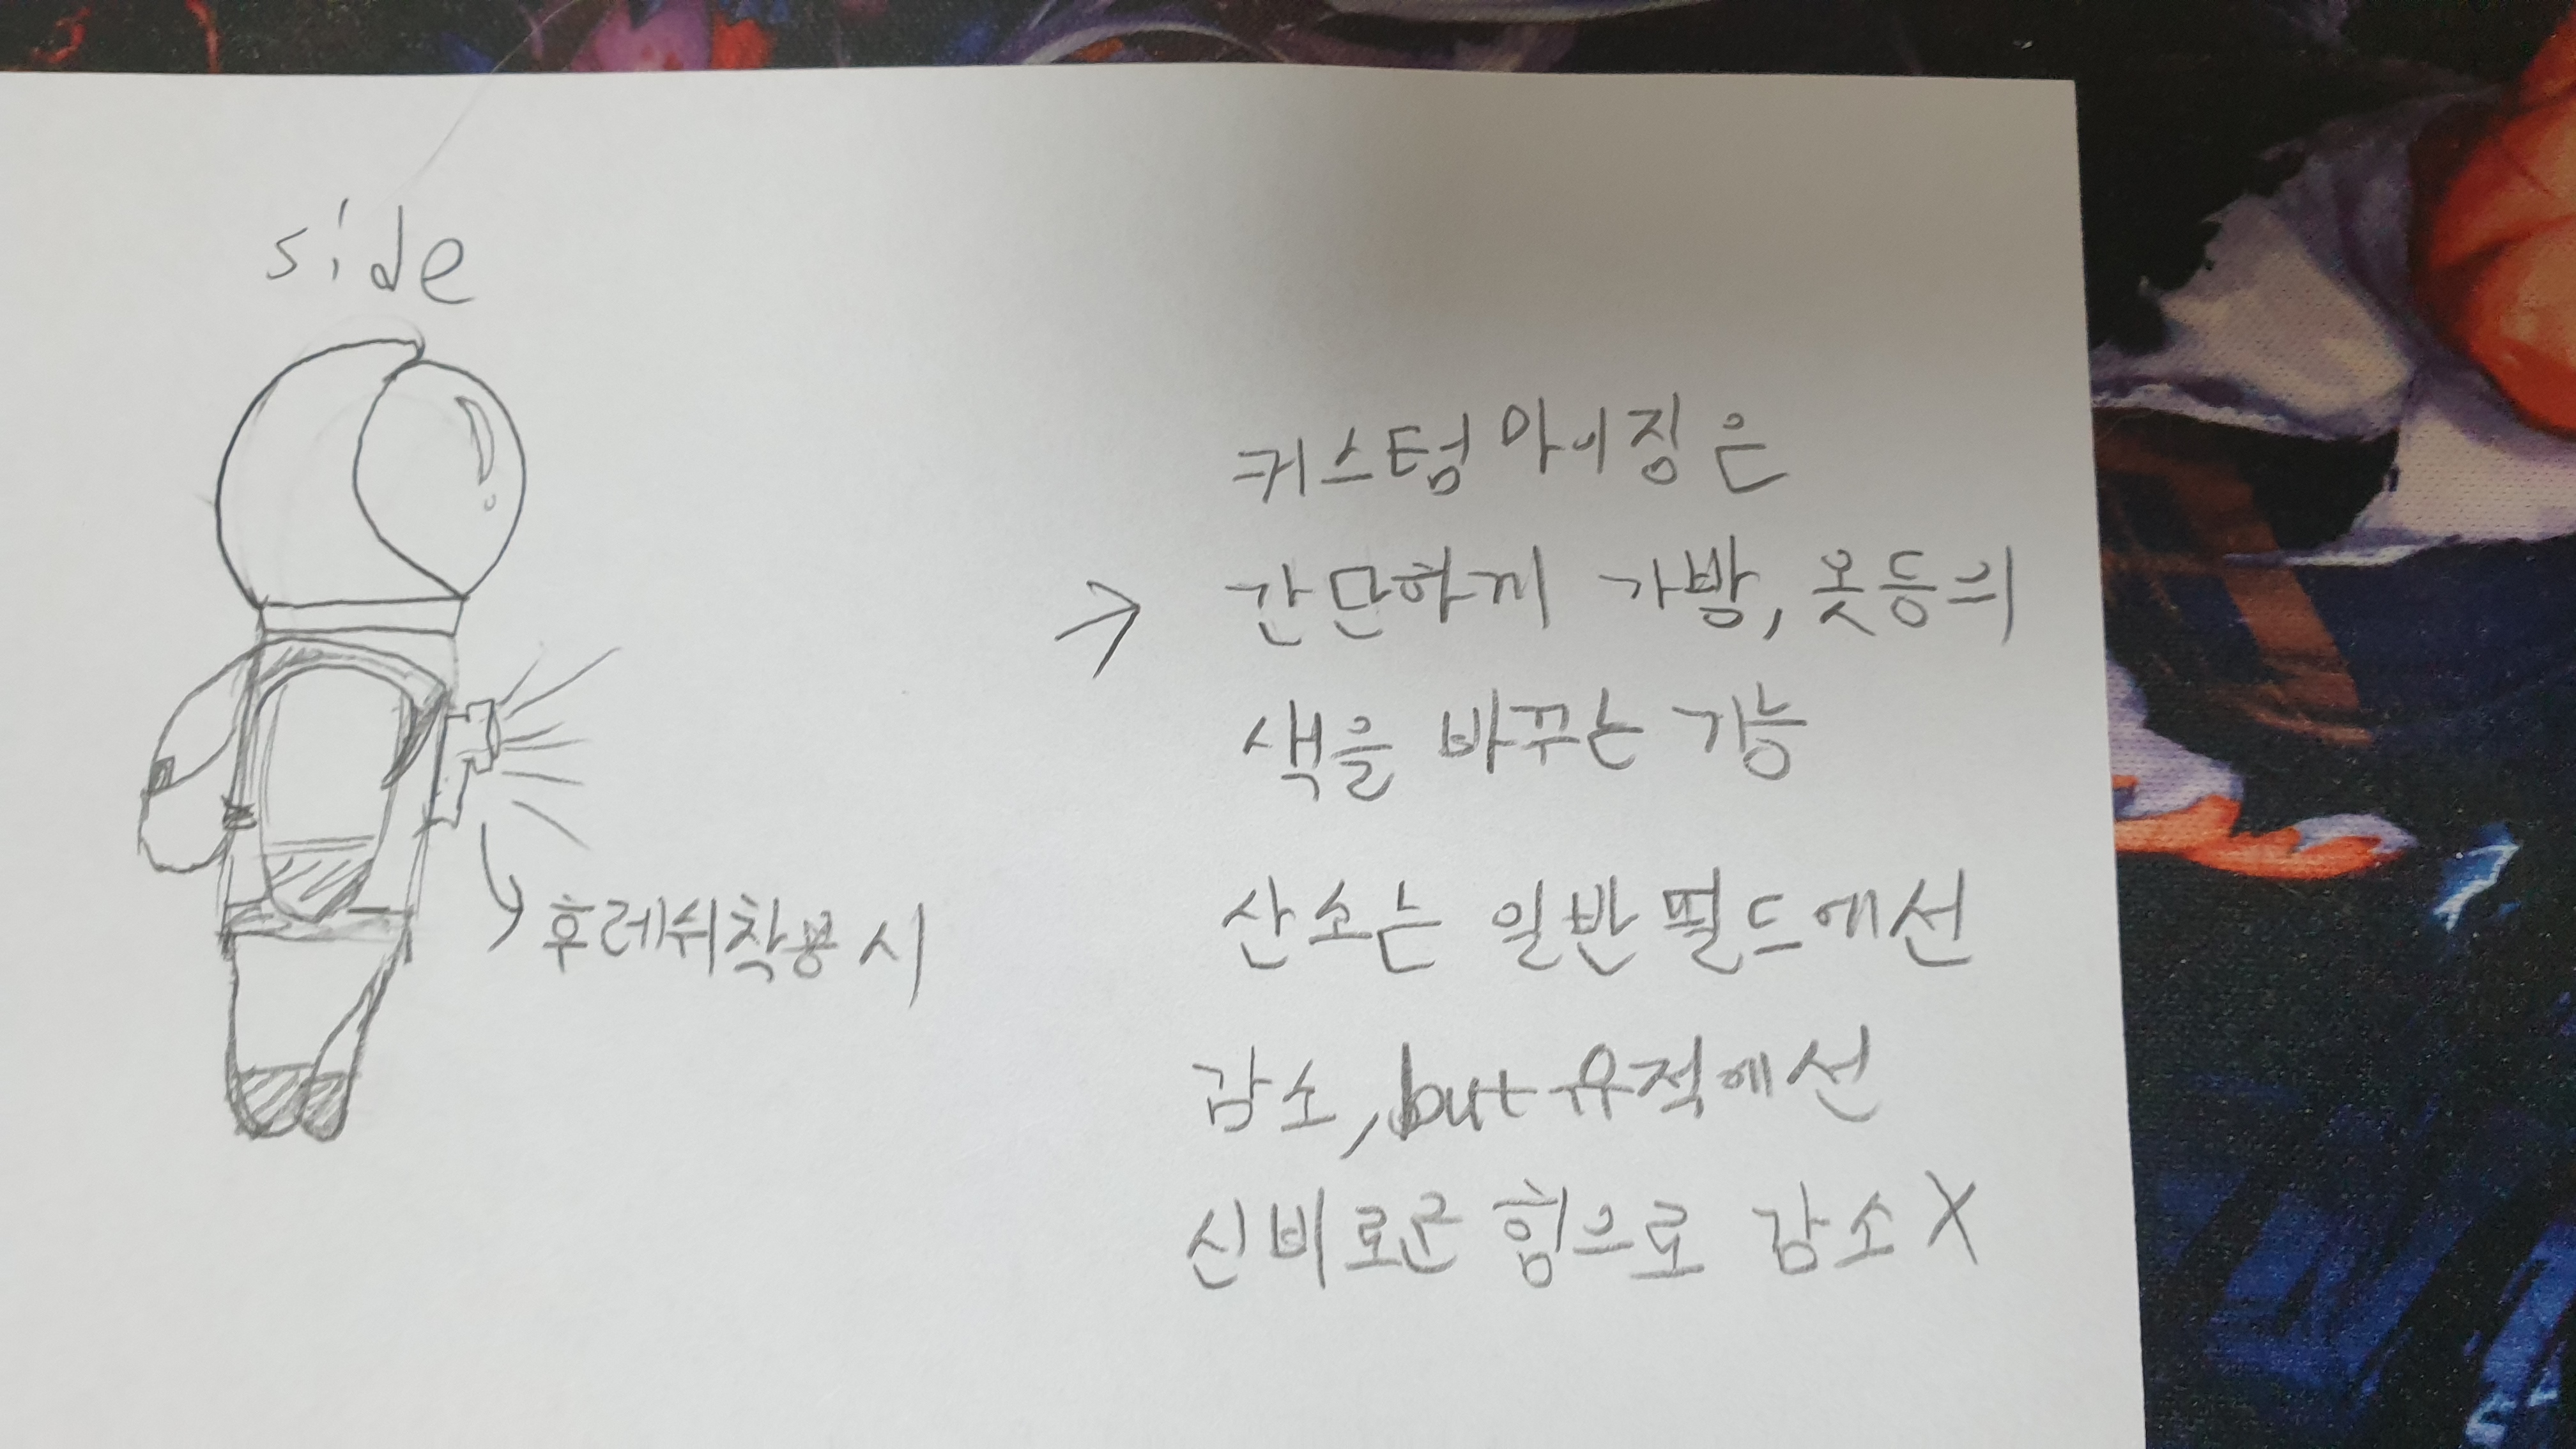 side
후레쉬착용시
커스텀마이징은
→ 간단하게 가방, 옷등의
색을 바꾸는 기능
산소는 일반필드에선
감소, but 유적에선
신비로운 힘으로 감소X